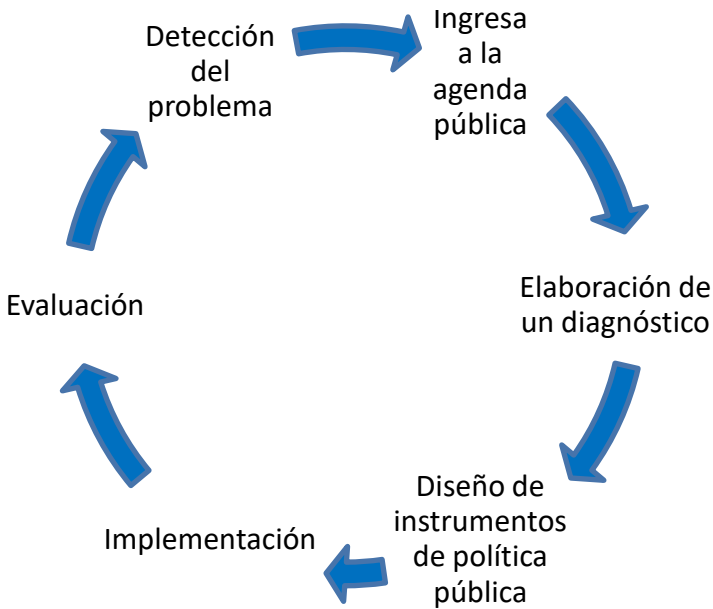 Detección
del
problema
Ingresa
a la
agenda
pública
Elaboración de
un diagnóstico
Diseño de
instrumentos
de política
pública
Implementación
Evaluación